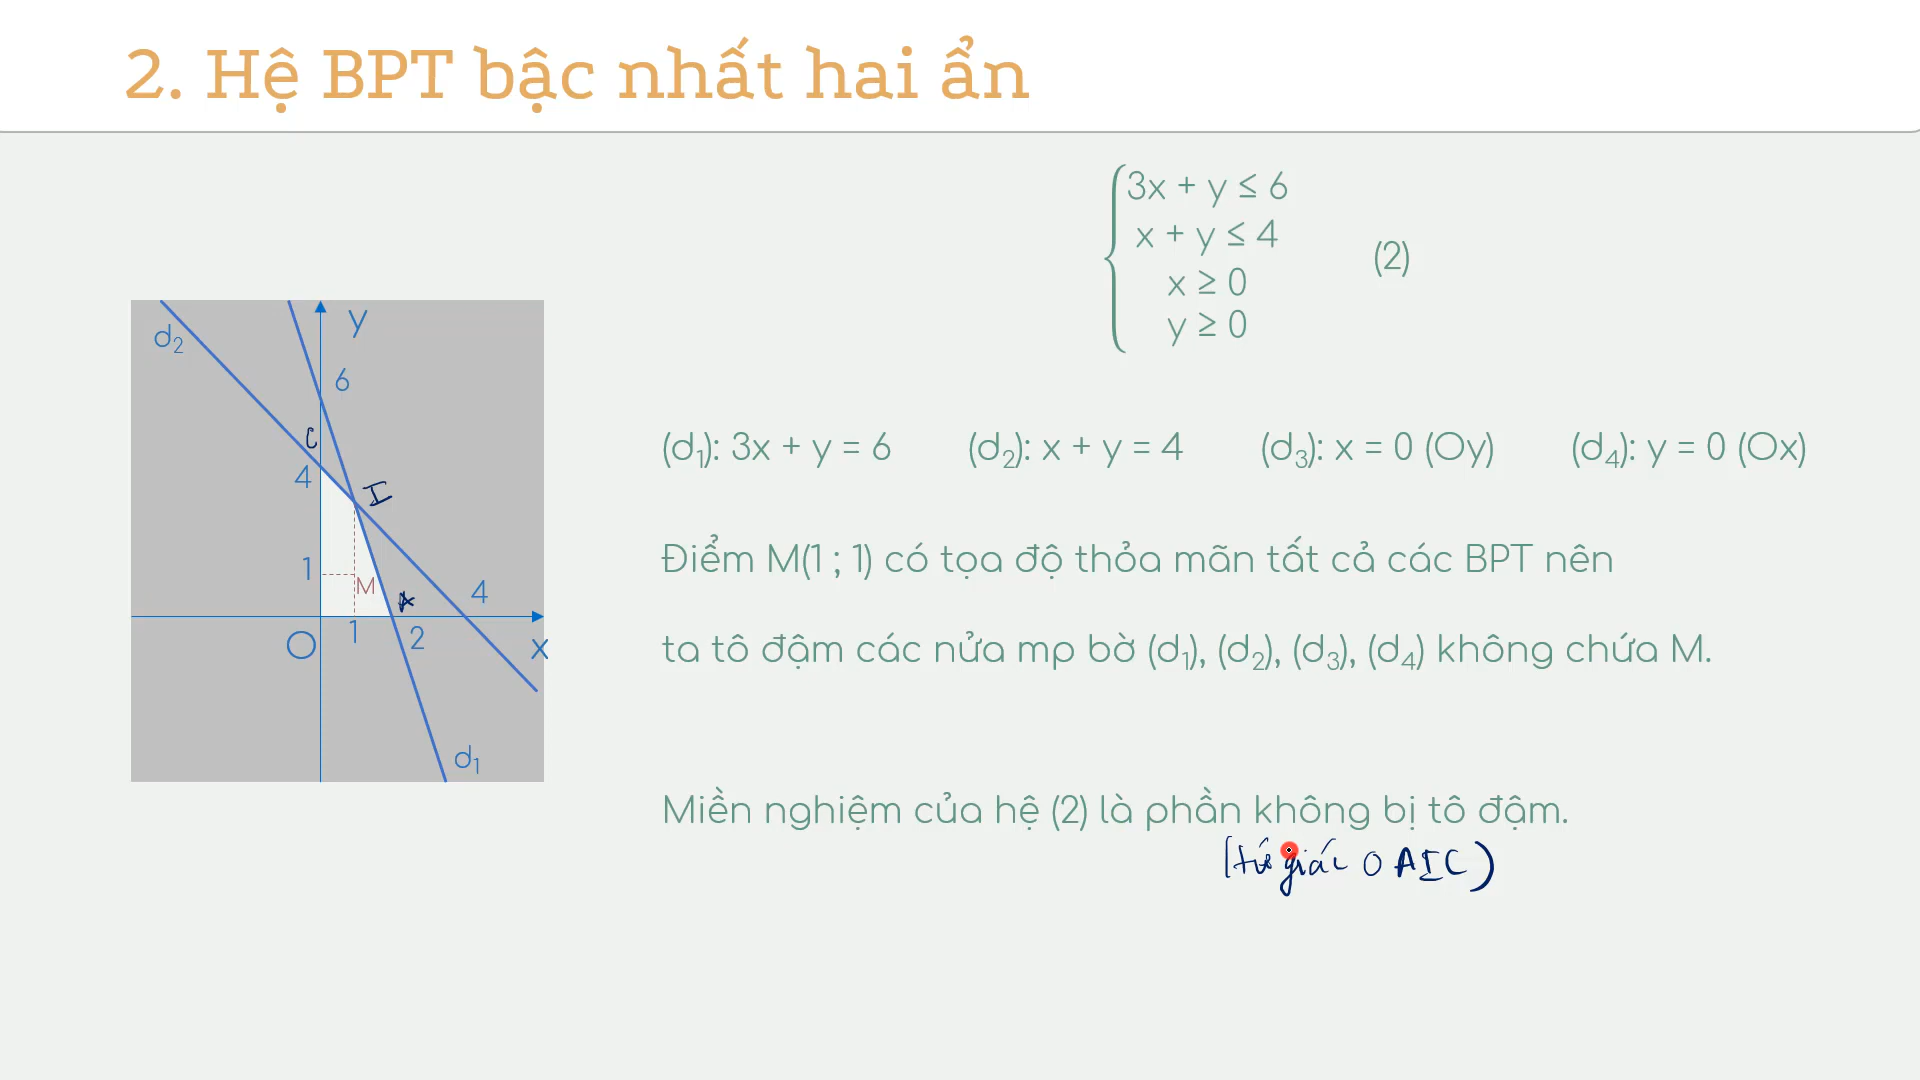 2. Hệ BPT bậc nhất hai ẩn
3x + y ≤ 6
x + y ≤ 4
x ≥ 0
y ≥ 0
(2)
(d₁): 3x + y = 6 (d₂): x + y = 4 (d₃): x = 0 (Oy) (d₄): y = 0 (Ox)
Điểm M(1 ; 1) có tọa độ thỏa mãn tất cả các BPT nên
ta tô đậm các nửa mp bờ (d₁), (d₂), (d₃), (d₄) không chứa M.
Miền nghiệm của hệ (2) là phần không bị tô đậm.
(tứ giác OAIC)
y
d₂
6
C
4
I
1
M
A
4
O
1
2
x
d₁